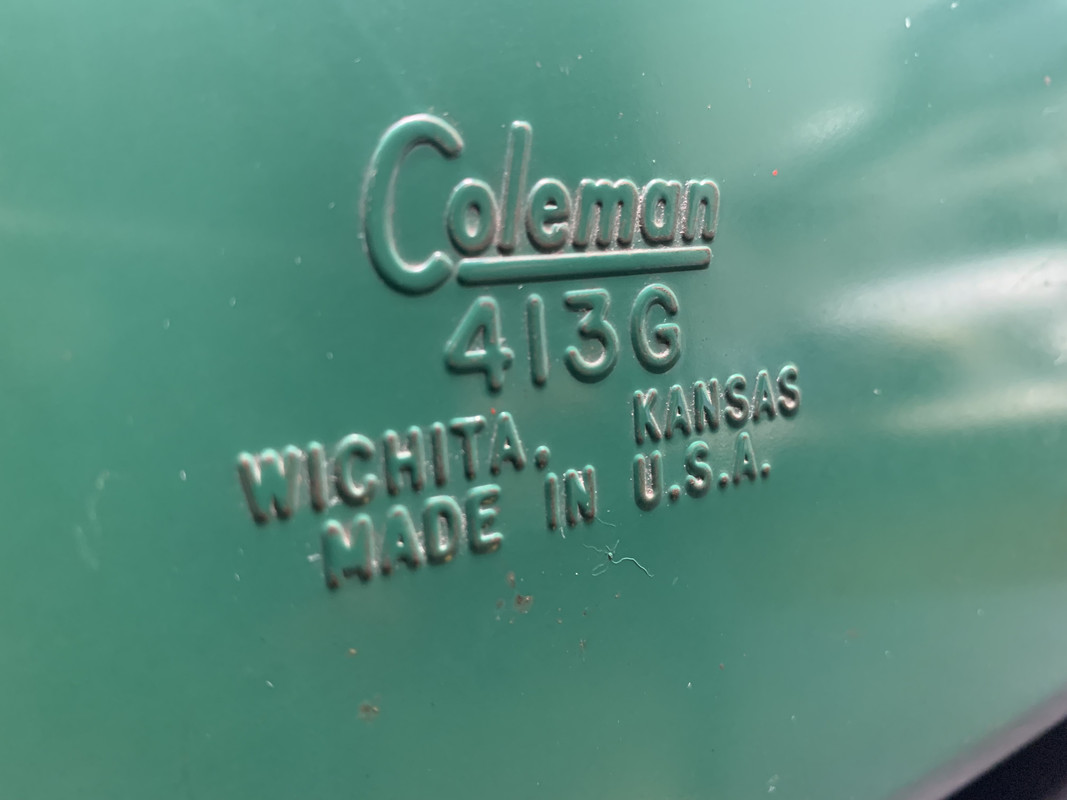 Coleman
413G
WICHITA. KANSAS
MADE IN U.S.A.